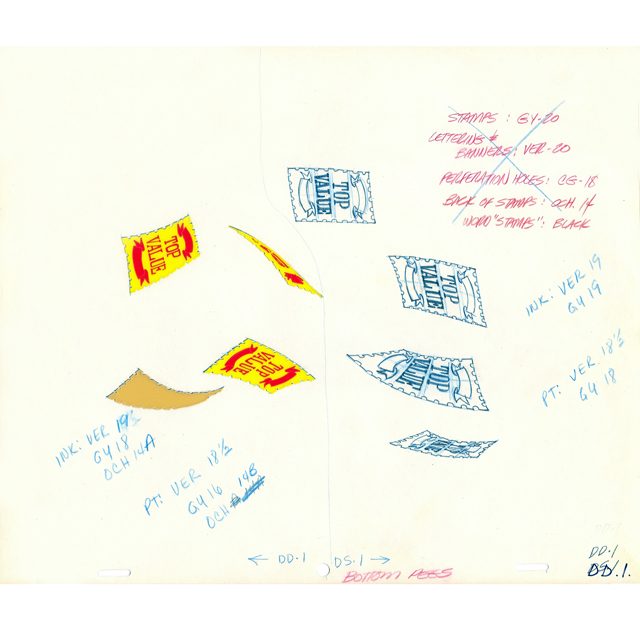 STAMPS : GY-20
LETTERING &
BANNERS: VER-20
PERFERATION HOLES: CG-18
BACK OF STAMPS: OCH. 14
WORD "STAMPS": BLACK
TOP
VALUE
TOP
VALUE
TOP
VALUE
INK: VER 19
GY 19
TOP
VALUE
TOP
VALUE
PT: VER. 18½
GY 18
INK: VER 19½
GY 18
OCH 14A
PT: VER 18½
GY 16
OCH 14B
← DD-1 DS-1 →
BOTTOM PEGS
DD-1
DD.1.